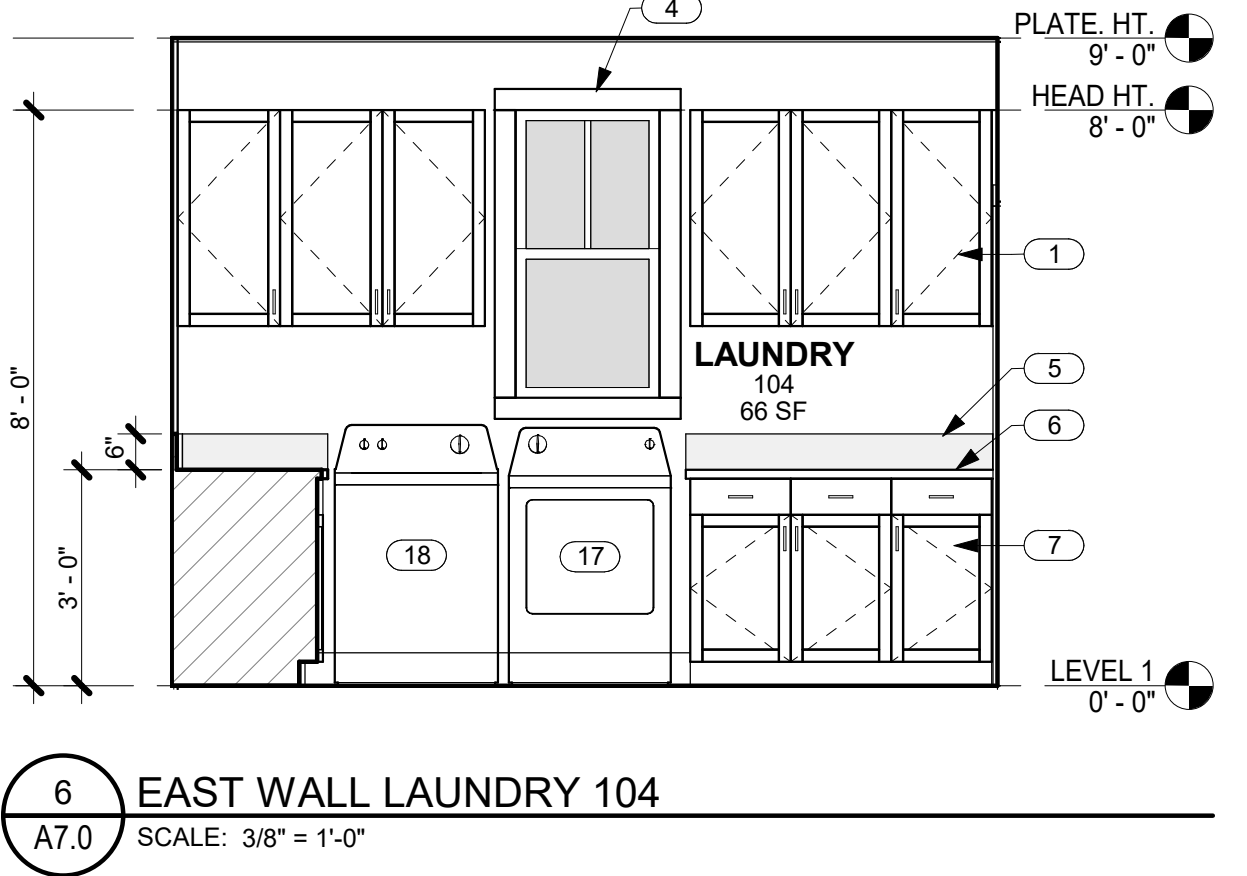 4
PLATE. HT.
9' - 0"
HEAD HT.
8' - 0"
1
LAUNDRY
104
66 SF
5
6
8' - 0"
6"
3' - 0"
18
17
7
LEVEL 1
0' - 0"
6
EAST WALL LAUNDRY 104
A7.0
SCALE: 3/8" = 1'-0"